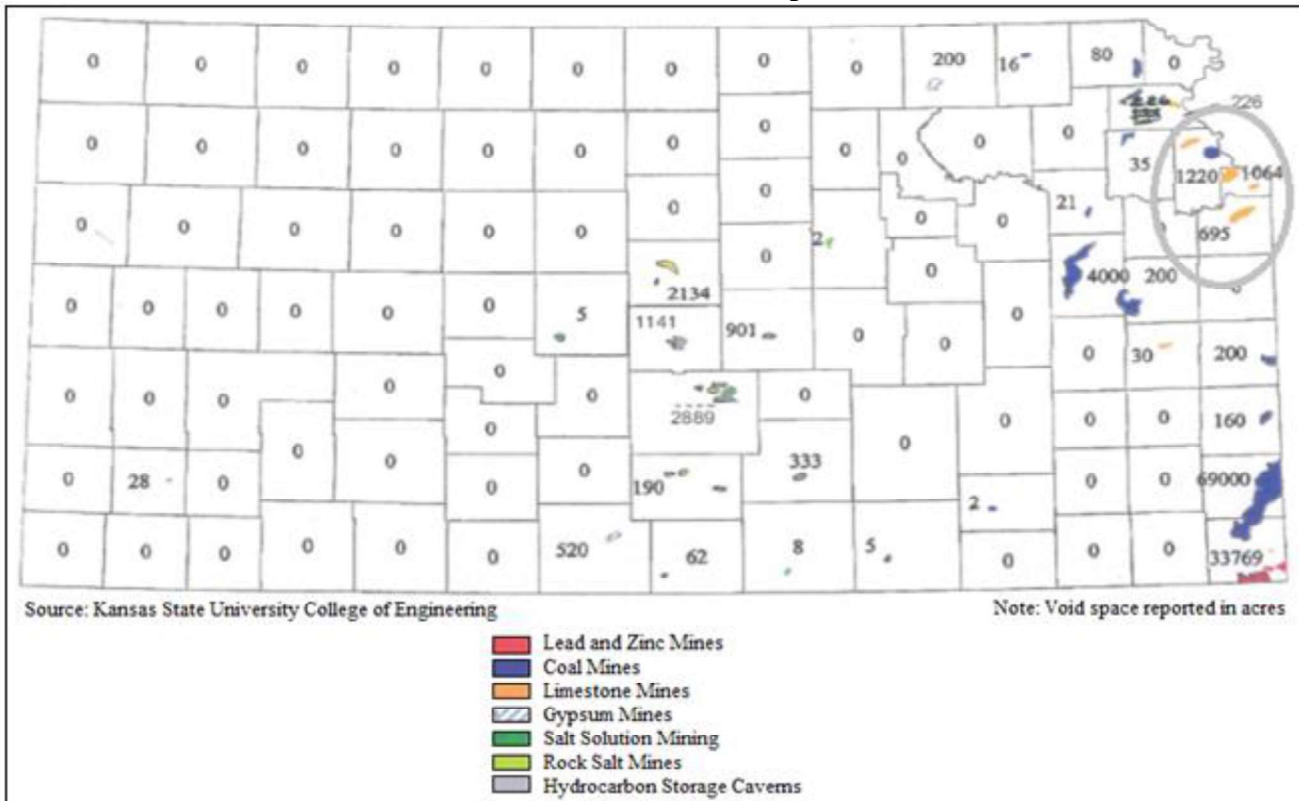 0 0 0 0 0 0 0 0 0 200 16 80 0
226
0 0 0 0 0 0 0 0 0 0 0 0 35 1220 1064
0 0 0 0 0 0 0 0 2 0 0 21 695
0 0 0 0 0 0 5 2134 0 0 4000 200
1141 901 0 0 0 0 30 200
0 0 0 0 0 0 2889 0 0 0 0 0 160
0 0 0
0 28 0 0 0 190 333 2 0 0 69000
0 0 0 0 0 0 520 62 8 5 0 0 0 33769
Source: Kansas State University College of Engineering
Note: Void space reported in acres
Lead and Zinc Mines
Coal Mines
Limestone Mines
Gypsum Mines
Salt Solution Mining
Rock Salt Mines
Hydrocarbon Storage Caverns